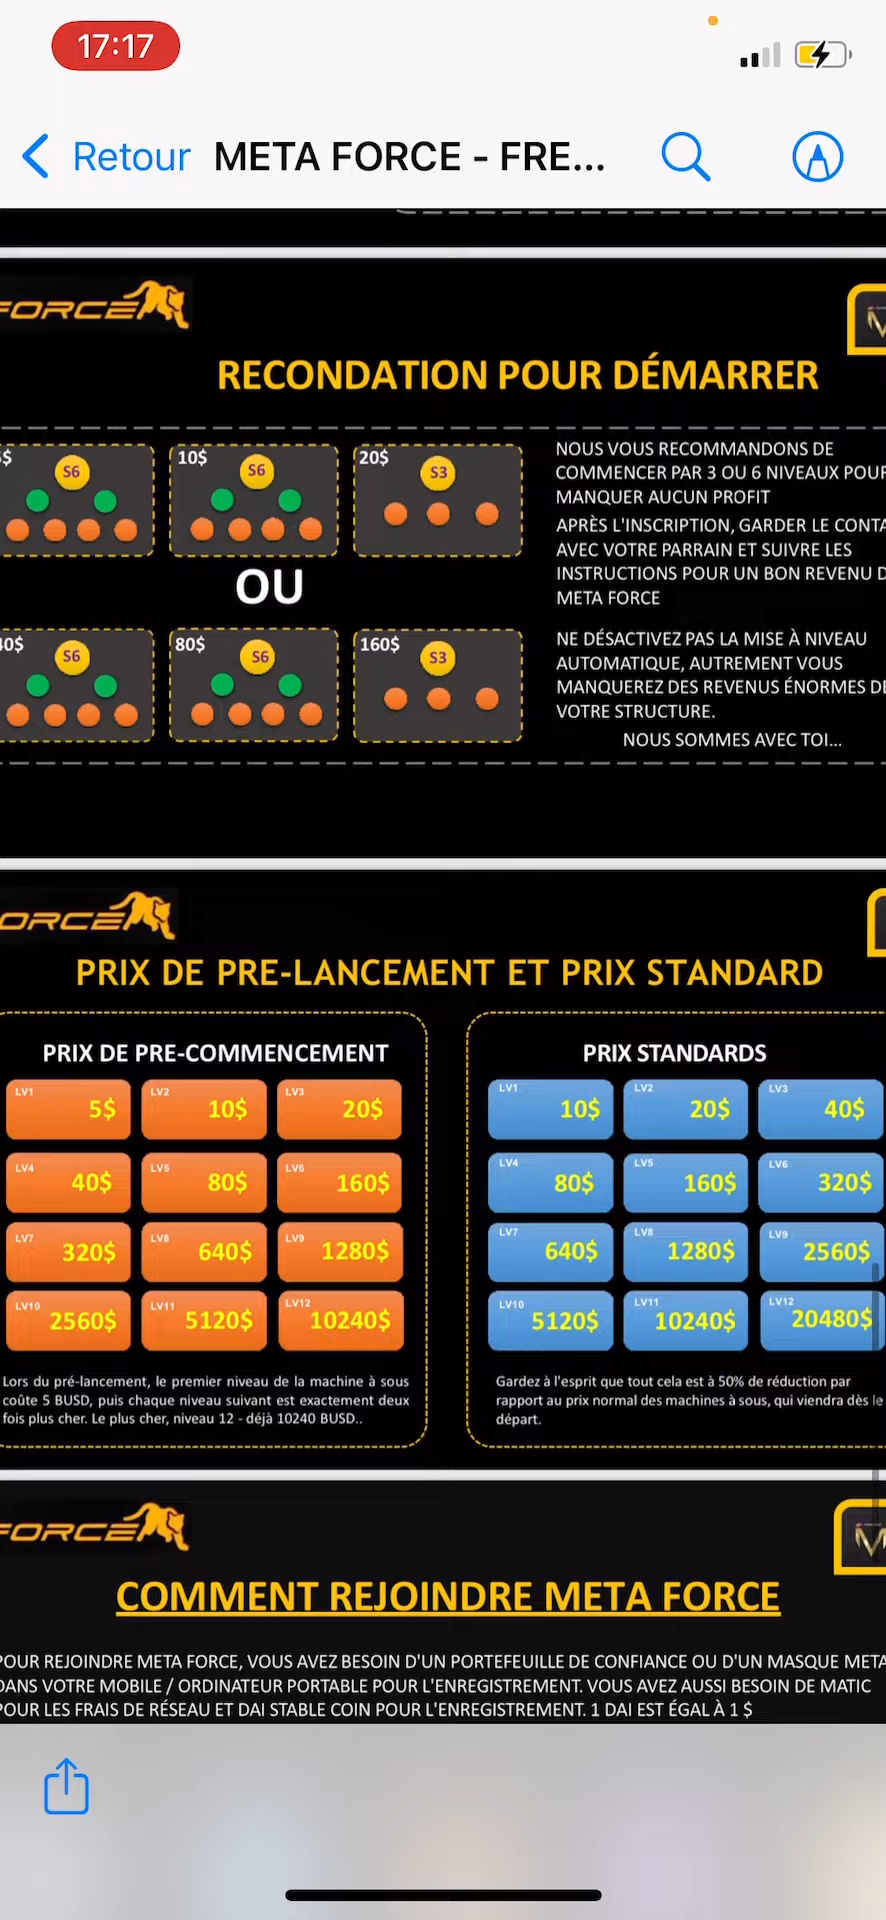 17:17
Retour META FORCE - FRE...
FORCE
RECONDATION POUR DÉMARRER
$ S6
10$ S6
20$ S3
OU
40$ S6
80$ S6
160$ S3
NOUS VOUS RECOMMANDONS DE
COMMENCER PAR 3 OU 6 NIVEAUX POUR
MANQUER AUCUN PROFIT
APRÈS L'INSCRIPTION, GARDER LE CONTA
AVEC VOTRE PARRAIN ET SUIVRE LES
INSTRUCTIONS POUR UN BON REVENU D
META FORCE
NE DÉSACTIVEZ PAS LA MISE À NIVEAU
AUTOMATIQUE, AUTREMENT VOUS
MANQUEREZ DES REVENUS ÉNORMES DE
VOTRE STRUCTURE.
NOUS SOMMES AVEC TOI...
ORCE
PRIX DE PRE-LANCEMENT ET PRIX STANDARD
PRIX DE PRE-COMMENCEMENT
LV1 5$ LV2 10$ LV3 20$
LV4 40$ LV5 80$ LV6 160$
LV7 320$ LV8 640$ LV9 1280$
LV10 2560$ LV11 5120$ LV12 10240$
Lors du pré-lancement, le premier niveau de la machine à sous
coûte 5 BUSD, puis chaque niveau suivant est exactement deux
fois plus cher. Le plus cher, niveau 12 - déjà 10240 BUSD..
PRIX STANDARDS
LV1 10$ LV2 20$ LV3 40$
LV4 80$ LV5 160$ LV6 320$
LV7 640$ LV8 1280$ LV9 2560$
LV10 5120$ LV11 10240$ LV12 20480$
Gardez à l'esprit que tout cela est à 50% de réduction par
rapport au prix normal des machines à sous, qui viendra dès le
départ.
FORCE
COMMENT REJOINDRE META FORCE
POUR REJOINDRE META FORCE, VOUS AVEZ BESOIN D'UN PORTEFEUILLE DE CONFIANCE OU D'UN MASQUE META
DANS VOTRE MOBILE / ORDINATEUR PORTABLE POUR L'ENREGISTREMENT. VOUS AVEZ AUSSI BESOIN DE MATIC
POUR LES FRAIS DE RÉSEAU ET DAI STABLE COIN POUR L'ENREGISTREMENT. 1 DAI EST ÉGAL À 1 $